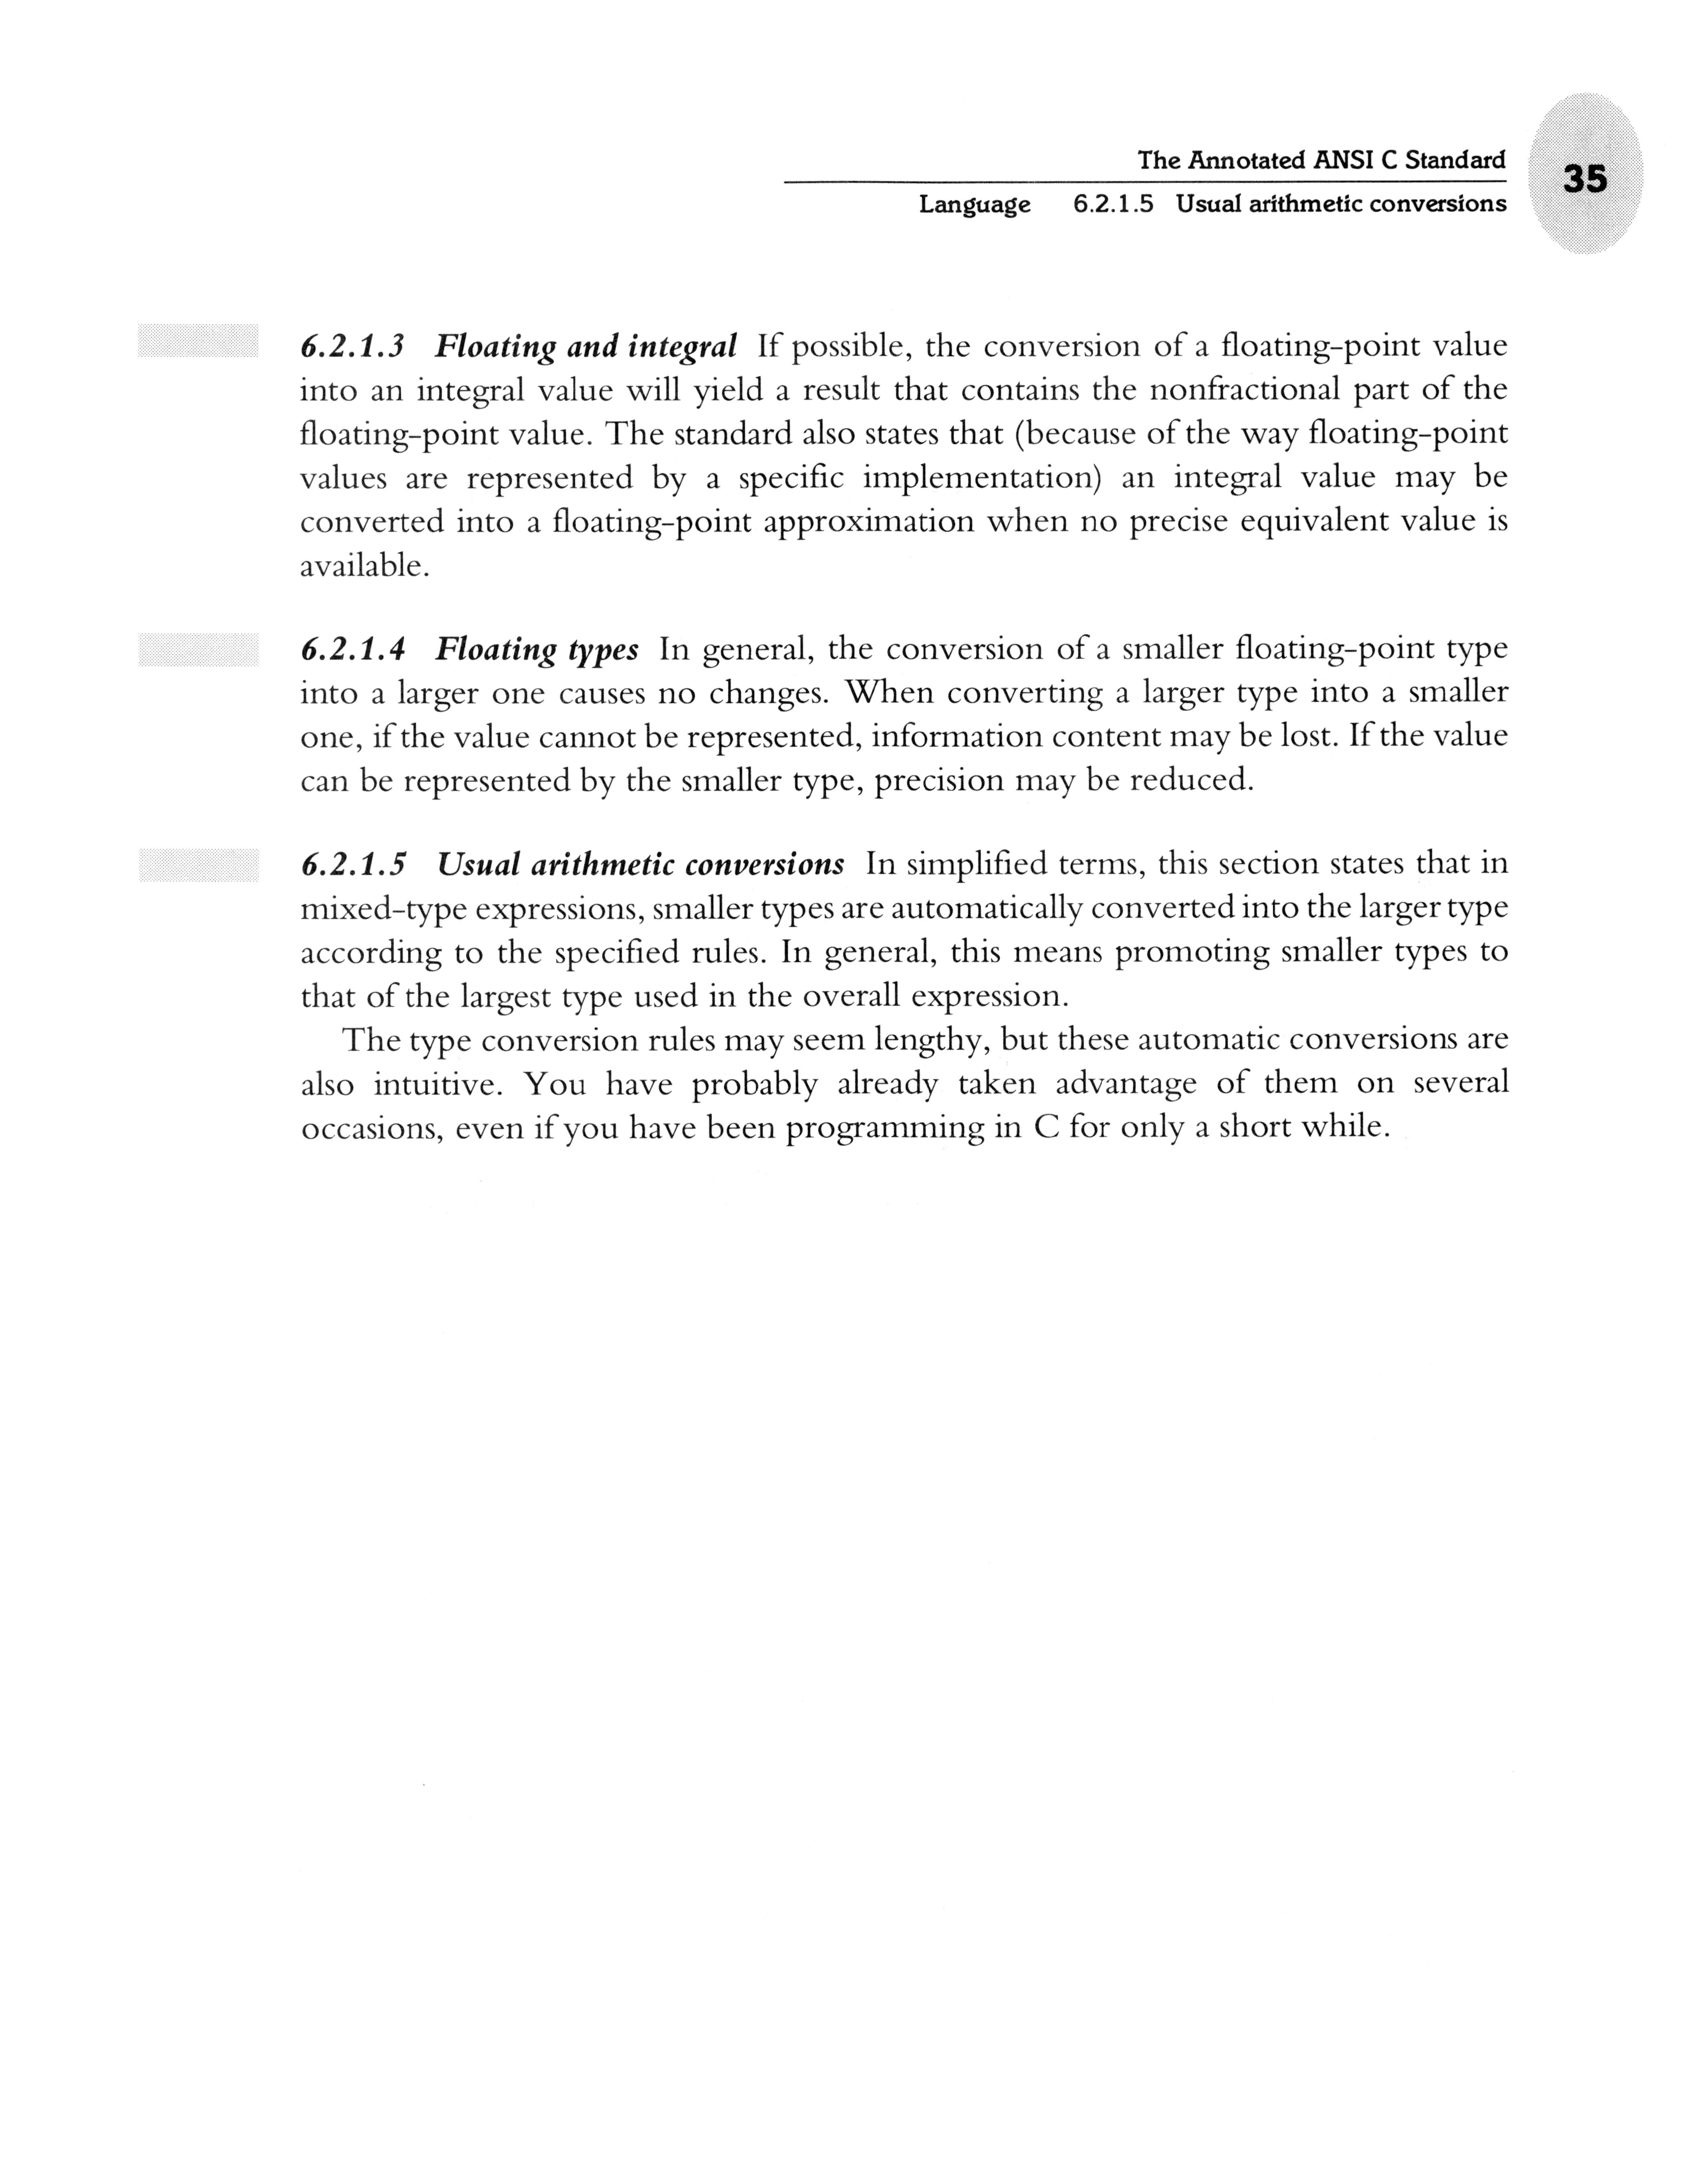 The Annotated ANSI C Standard
35
Language 6.2.1.5 Usual arithmetic conversions
6.2.1.3 Floating and integral If possible, the conversion of a floating-point value
into an integral value will yield a result that contains the nonfractional part of the
floating-point value. The standard also states that (because of the way floating-point
values are represented by a specific implementation) an integral value may be
converted into a floating-point approximation when no precise equivalent value is
available.
6.2.1.4 Floating types In general, the conversion of a smaller floating-point type
into a larger one causes no changes. When converting a larger type into a smaller
one, if the value cannot be represented, information content may be lost. If the value
can be represented by the smaller type, precision may be reduced.
6.2.1.5 Usual arithmetic conversions In simplified terms, this section states that in
mixed-type expressions, smaller types are automatically converted into the larger type
according to the specified rules. In general, this means promoting smaller types to
that of the largest type used in the overall expression.
The type conversion rules may seem lengthy, but these automatic conversions are
also intuitive. You have probably already taken advantage of them on several
occasions, even if you have been programming in C for only a short while.